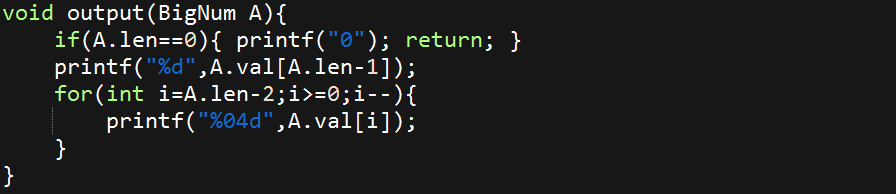 void output(BigNum A){
    if(A.len==0){ printf("0"); return; }
    printf("%d",A.val[A.len-1]);
    for(int i=A.len-2;i>=0;i--){
        printf("%04d",A.val[i]);
    }
}